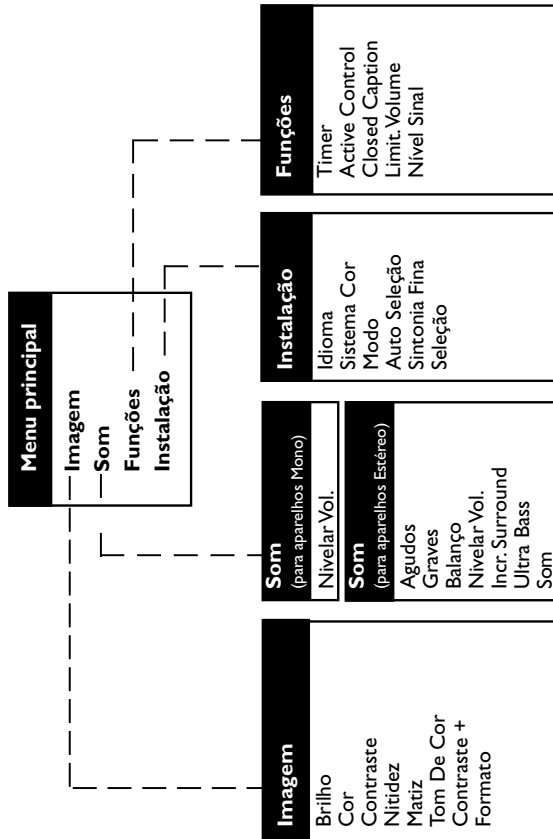 Menu principal
Imagem
Som
Funções
Instalação
Imagem
Brilho
Cor
Contraste
Nitidez
Matiz
Tom De Cor
Contraste +
Formato
Som
(para aparelhos Mono)
Nivelar Vol.
Som
(para aparelhos Estéreo)
Agudos
Graves
Balanço
Nivelar Vol.
Incr. Surround
Ultra Bass
Som
Instalação
Idioma
Sistema Cor
Modo
Auto Seleção
Sintonia Fina
Seleção
Funções
Timer
Active Control
Closed Caption
Limit. Volume
Nível Sinal